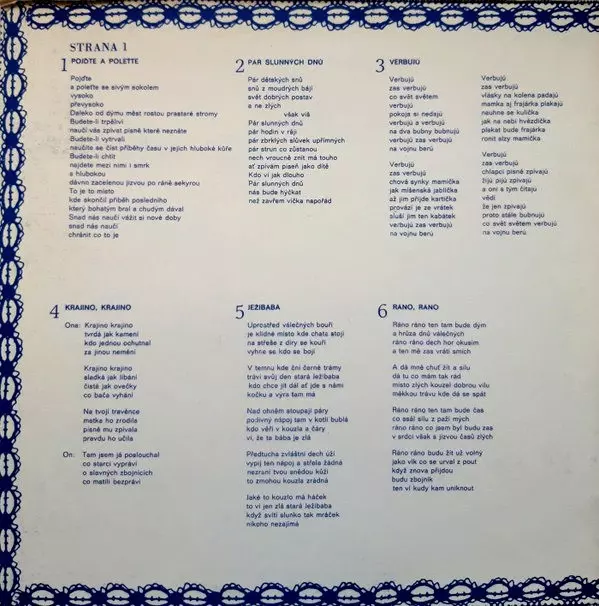 STRANA 1
1 POJĎTE A POLEŤTE
Pojďte
a poleťte se sivým sokolem
vysoko
převysoko
Daleko od dýmu měst rostou prastaré stromy
Budete-li trpěliví
naučí vás zpívat písně které neznáte
Budete-li vytrvalí
naučíte se číst příběhy času v jejich hluboké kůře
Budete-li chtít
najdete mezi nimi i smrk
s hlubokou
dávno zacelenou jizvou po ráně sekyrou
To je to místo
kde skončil příběh posledního
který bohatým bral a chudým dával
Snad nás naučí vážit si nové doby
snad nás naučí
chránit co to je
2 PÁR SLUNNÝCH DNŮ
Pár dětských snů
snů z moudrých bájí
svět dobrých postav
a ne zlých
však víš
Pár slunných dnů
pár hodin v ráji
pár zbrklých slůvek upřímných
pár strun co zůstanou
nech vroucně znít má touho
ať zpívám píseň jako dítě
Kdo ví jak dlouho
Pár slunných dnů
nás bude hýčkat
než zavřem víčka napořád
3 VERBUJŮ
Verbujú
zas verbujú
co svět světem
verbujú
pokoja si nedajú
verbujú a verbujú
na dva bubny bubnujú
verbujú zas verbujú
na vojnu berú
Verbujú
zas verbujú
chová synky mamička
jak míšenská jablíčka
až jim přijde kartička
provází je ze vrátek
sluší jim ten kabátek
verbujú zas verbujú
na vojnu berú
Verbujú
zas verbujú
vlásky na kolena padajú
mamka aj frajárka plakajú
neuhne se kulička
jak na nebi hvězdička
plakat bude frajárka
ronit slzy mamička
Verbujú
zas verbujú
chlapci písně zpívajú
žijú pijú zpívajú
a oni s tým čítajú
vědí
že jen zpívajú
proto stále bubnujú
co svět světem verbujú
na vojnu berú
4 KRAJINO, KRAJINO
Ona: Krajino krajino
tvrdá jak kamení
kdo jednou ochutnal
za jinou nemění
Krajino krajino
sladká jak líbání
čistá jak ovečky
co bača vyhání
Na tvojí travěnce
matka ho zrodila
písně mu zpívala
pravdu ho učila
On: Tam jsem já poslouchal
co starci vypráví
o slavných zbojnících
co mátli bezpráví
5 JEŽIBABA
Uprostřed válečných bouří
je klidné místo kde chata stojí
na střeše z díry se kouří
vyhne se kdo se bojí
V temnu kde ční černé trámy
tráví svůj den stará ježibaba
kdo chce jít dál ať jde s námi
kočku a výra tam má
Nad ohněm stoupají páry
podivný nápoj tam v kotli bublá
kdo věří v kouzla a čáry
ví, že ta bába je zlá
Předtucha zvláštní dech úží
vypij ten nápoj a střela žádná
nezraní tvou snědou kůži
to zmohou kouzla zrádná
Jaké to kouzlo má háček
to ví jen zlá stará ježibaba
když svítí slunko tak mráček
nikoho nezajímá
6 RÁNO, RÁNO
Ráno ráno ten tam bude dým
a hrůza dnů válečných
ráno ráno dech hor okusím
a ten mě zas vrátí smích
A dá mně chuť žít a sílu
dá tu co mám tak rád
místo zlých kouzel dobrou vílu
měkkou trávu kde dá se spát
Ráno ráno ten tam bude čas
co osál sílu z paží mých
ráno ráno co jsem byl budu zas
v srdci však s jizvou časů zlých
Ráno ráno budu žít už volný
jako vlk co se urval z pout
když znova přijdou
budu zbojník
ten ví kudy kam uniknout